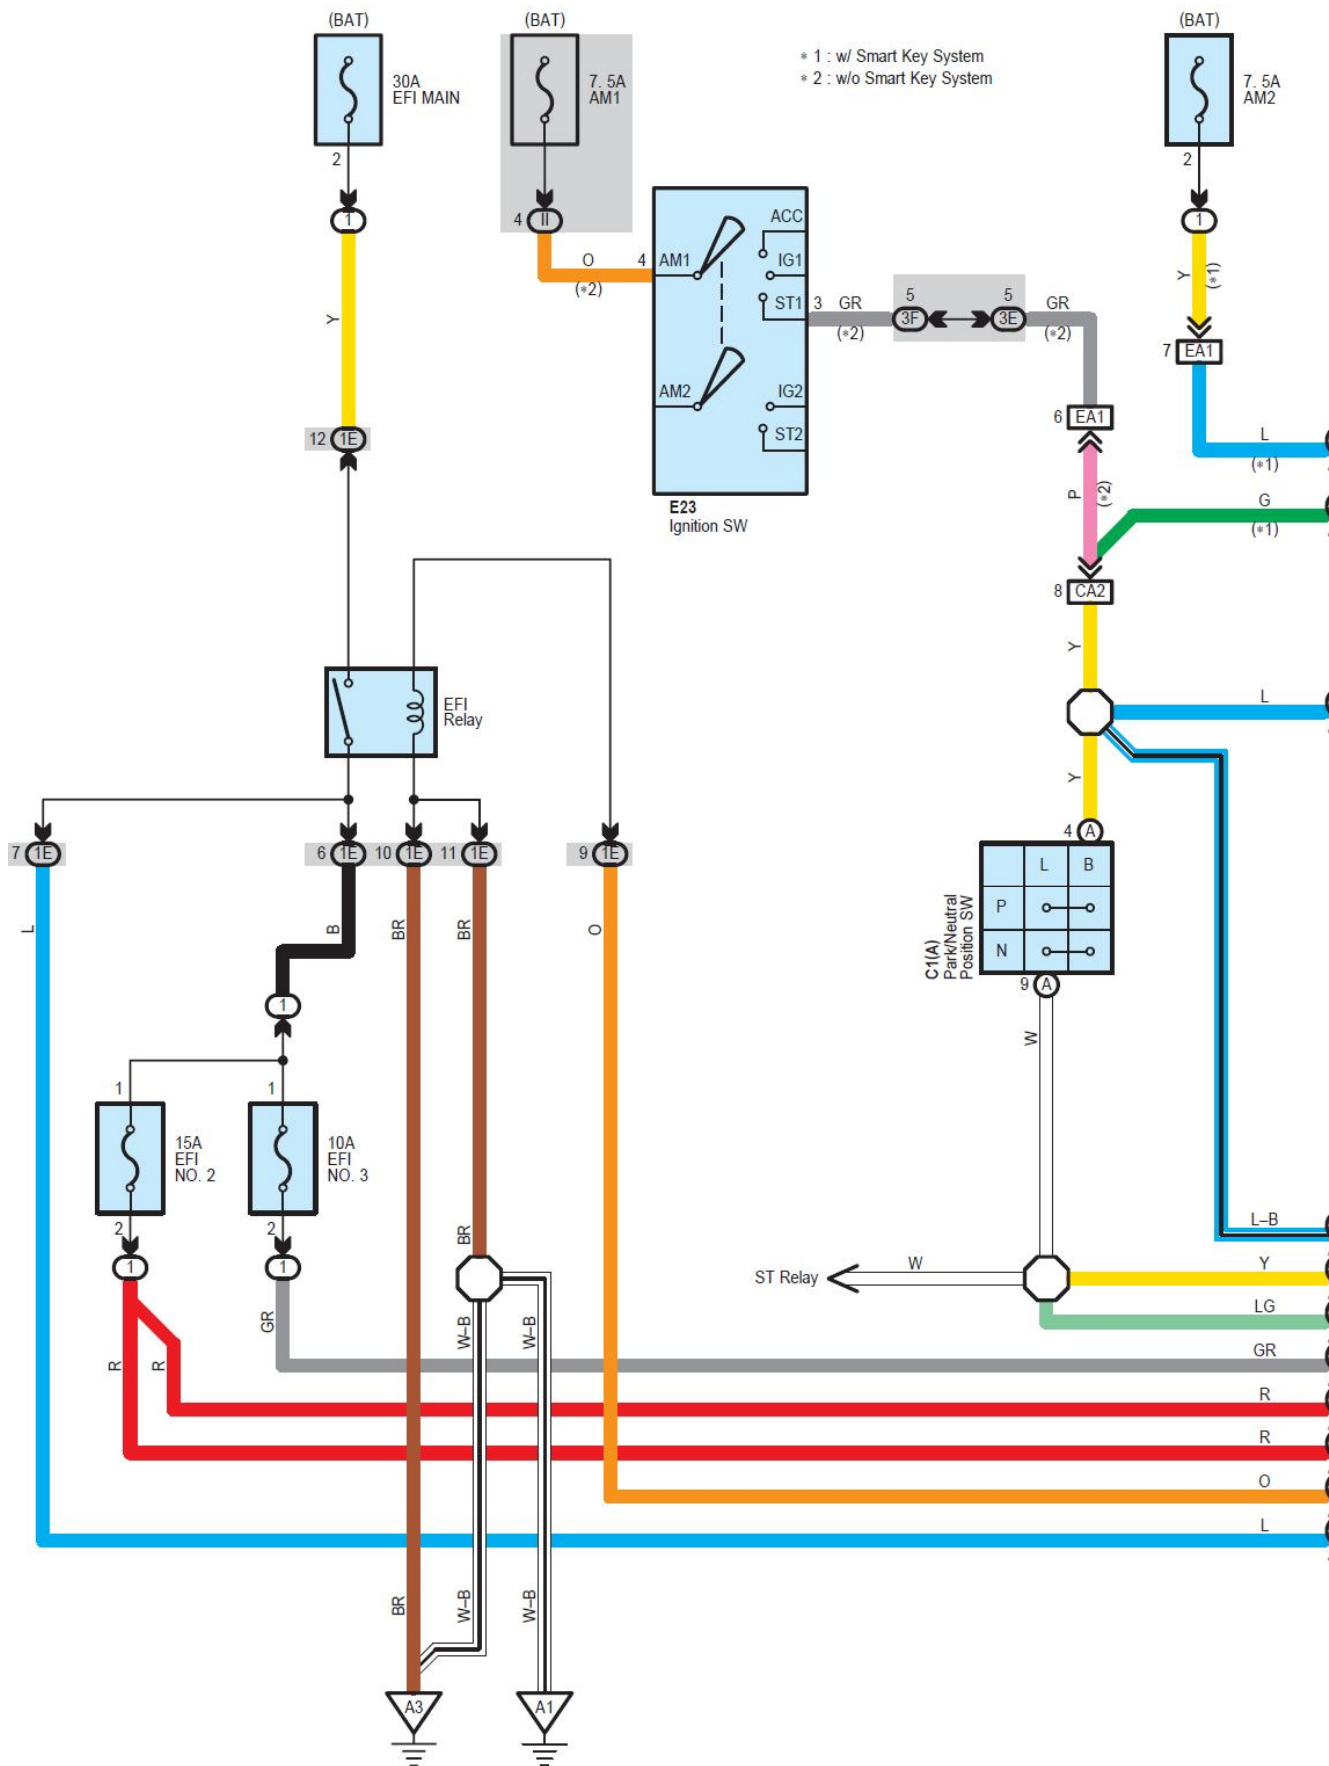 (BAT)
(BAT)
(BAT)
30A
EFI MAIN
7. 5A
AM1
* 1 : w/ Smart Key System
* 2 : w/o Smart Key System
7. 5A
AM2
2
2
1
4 II
1
ACC
O
(*2)
4
AM1
IG1
ST1
3
GR
(*2)
5
3F
5
3E
GR
(*2)
Y
(*1)
7 EA1
Y
AM2
IG2
ST2
6 EA1
12 1E
L
(*1)
P
(*2)
G
(*1)
E23
Ignition SW
8 CA2
Y
EFI
Relay
L
Y
4 A
7 1E
6 1E
10 1E
11 1E
9 1E
L B
P
N
C1(A)
Park/Neutral
Position SW
L
B
BR
BR
O
9 A
1
W
1
1
15A
EFI
NO. 2
10A
EFI
NO. 3
2
2
BR
L–B
1
1
ST Relay
W
Y
GR
W–B
W–B
LG
R
R
GR
R
R
O
L
BR
W–B
W–B
A3
A1